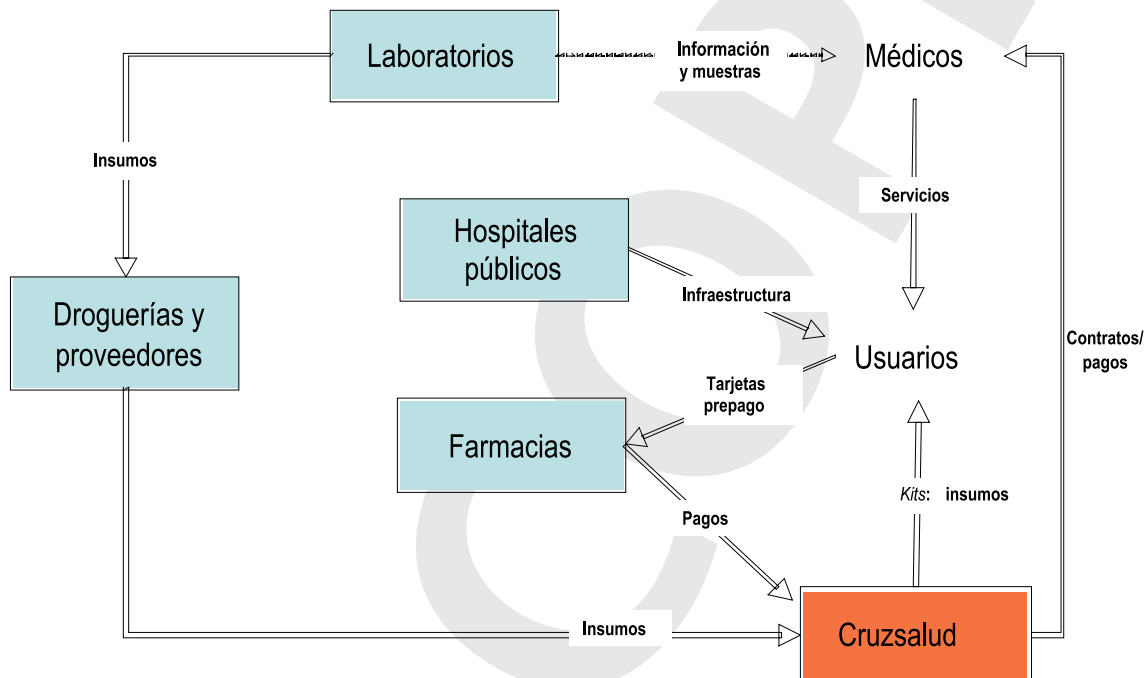 Laboratorios
Información
y muestras
Médicos
Insumos
Servicios
Hospitales
públicos
Infraestructura
Droguerías y
proveedores
Contratos/
pagos
Usuarios
Tarjetas
prepago
Farmacias
Kits: insumos
Pagos
Insumos
Cruzsalud